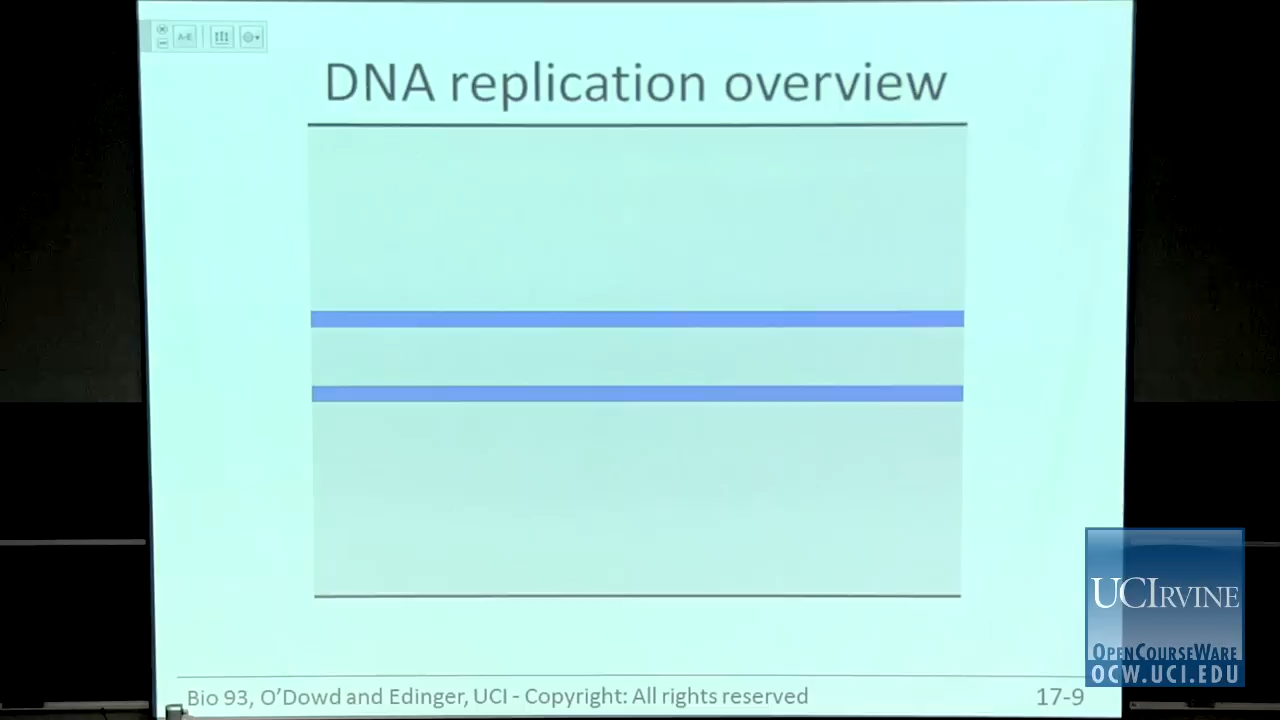 A-E
DNA replication overview
UCIRVINE
OPENCOURSEWARE
OCW.UCI.EDU
Bio 93, O'Dowd and Edinger, UCI - Copyright: All rights reserved
17-9